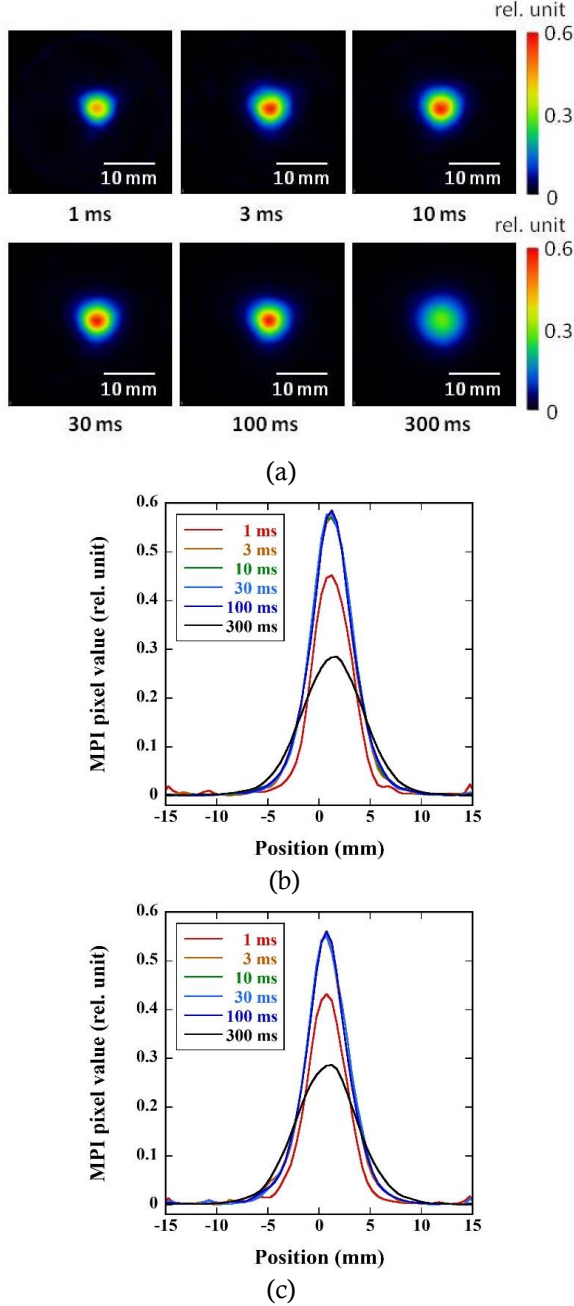 rel. unit
0.6
0.3
0
10 mm
10 mm
10 mm
1 ms
3 ms
10 ms
rel. unit
0.6
0.3
0
10 mm
10 mm
10 mm
30 ms
100 ms
300 ms
(a)
MPI pixel value (rel. unit)
0.6
0.5
0.4
0.3
0.2
0.1
0
1 ms
3 ms
10 ms
30 ms
100 ms
300 ms
-15 -10 -5 0 5 10 15
Position (mm)
(b)
MPI pixel value (rel. unit)
0.6
0.5
0.4
0.3
0.2
0.1
0
1 ms
3 ms
10 ms
30 ms
100 ms
300 ms
-15 -10 -5 0 5 10 15
Position (mm)
(c)